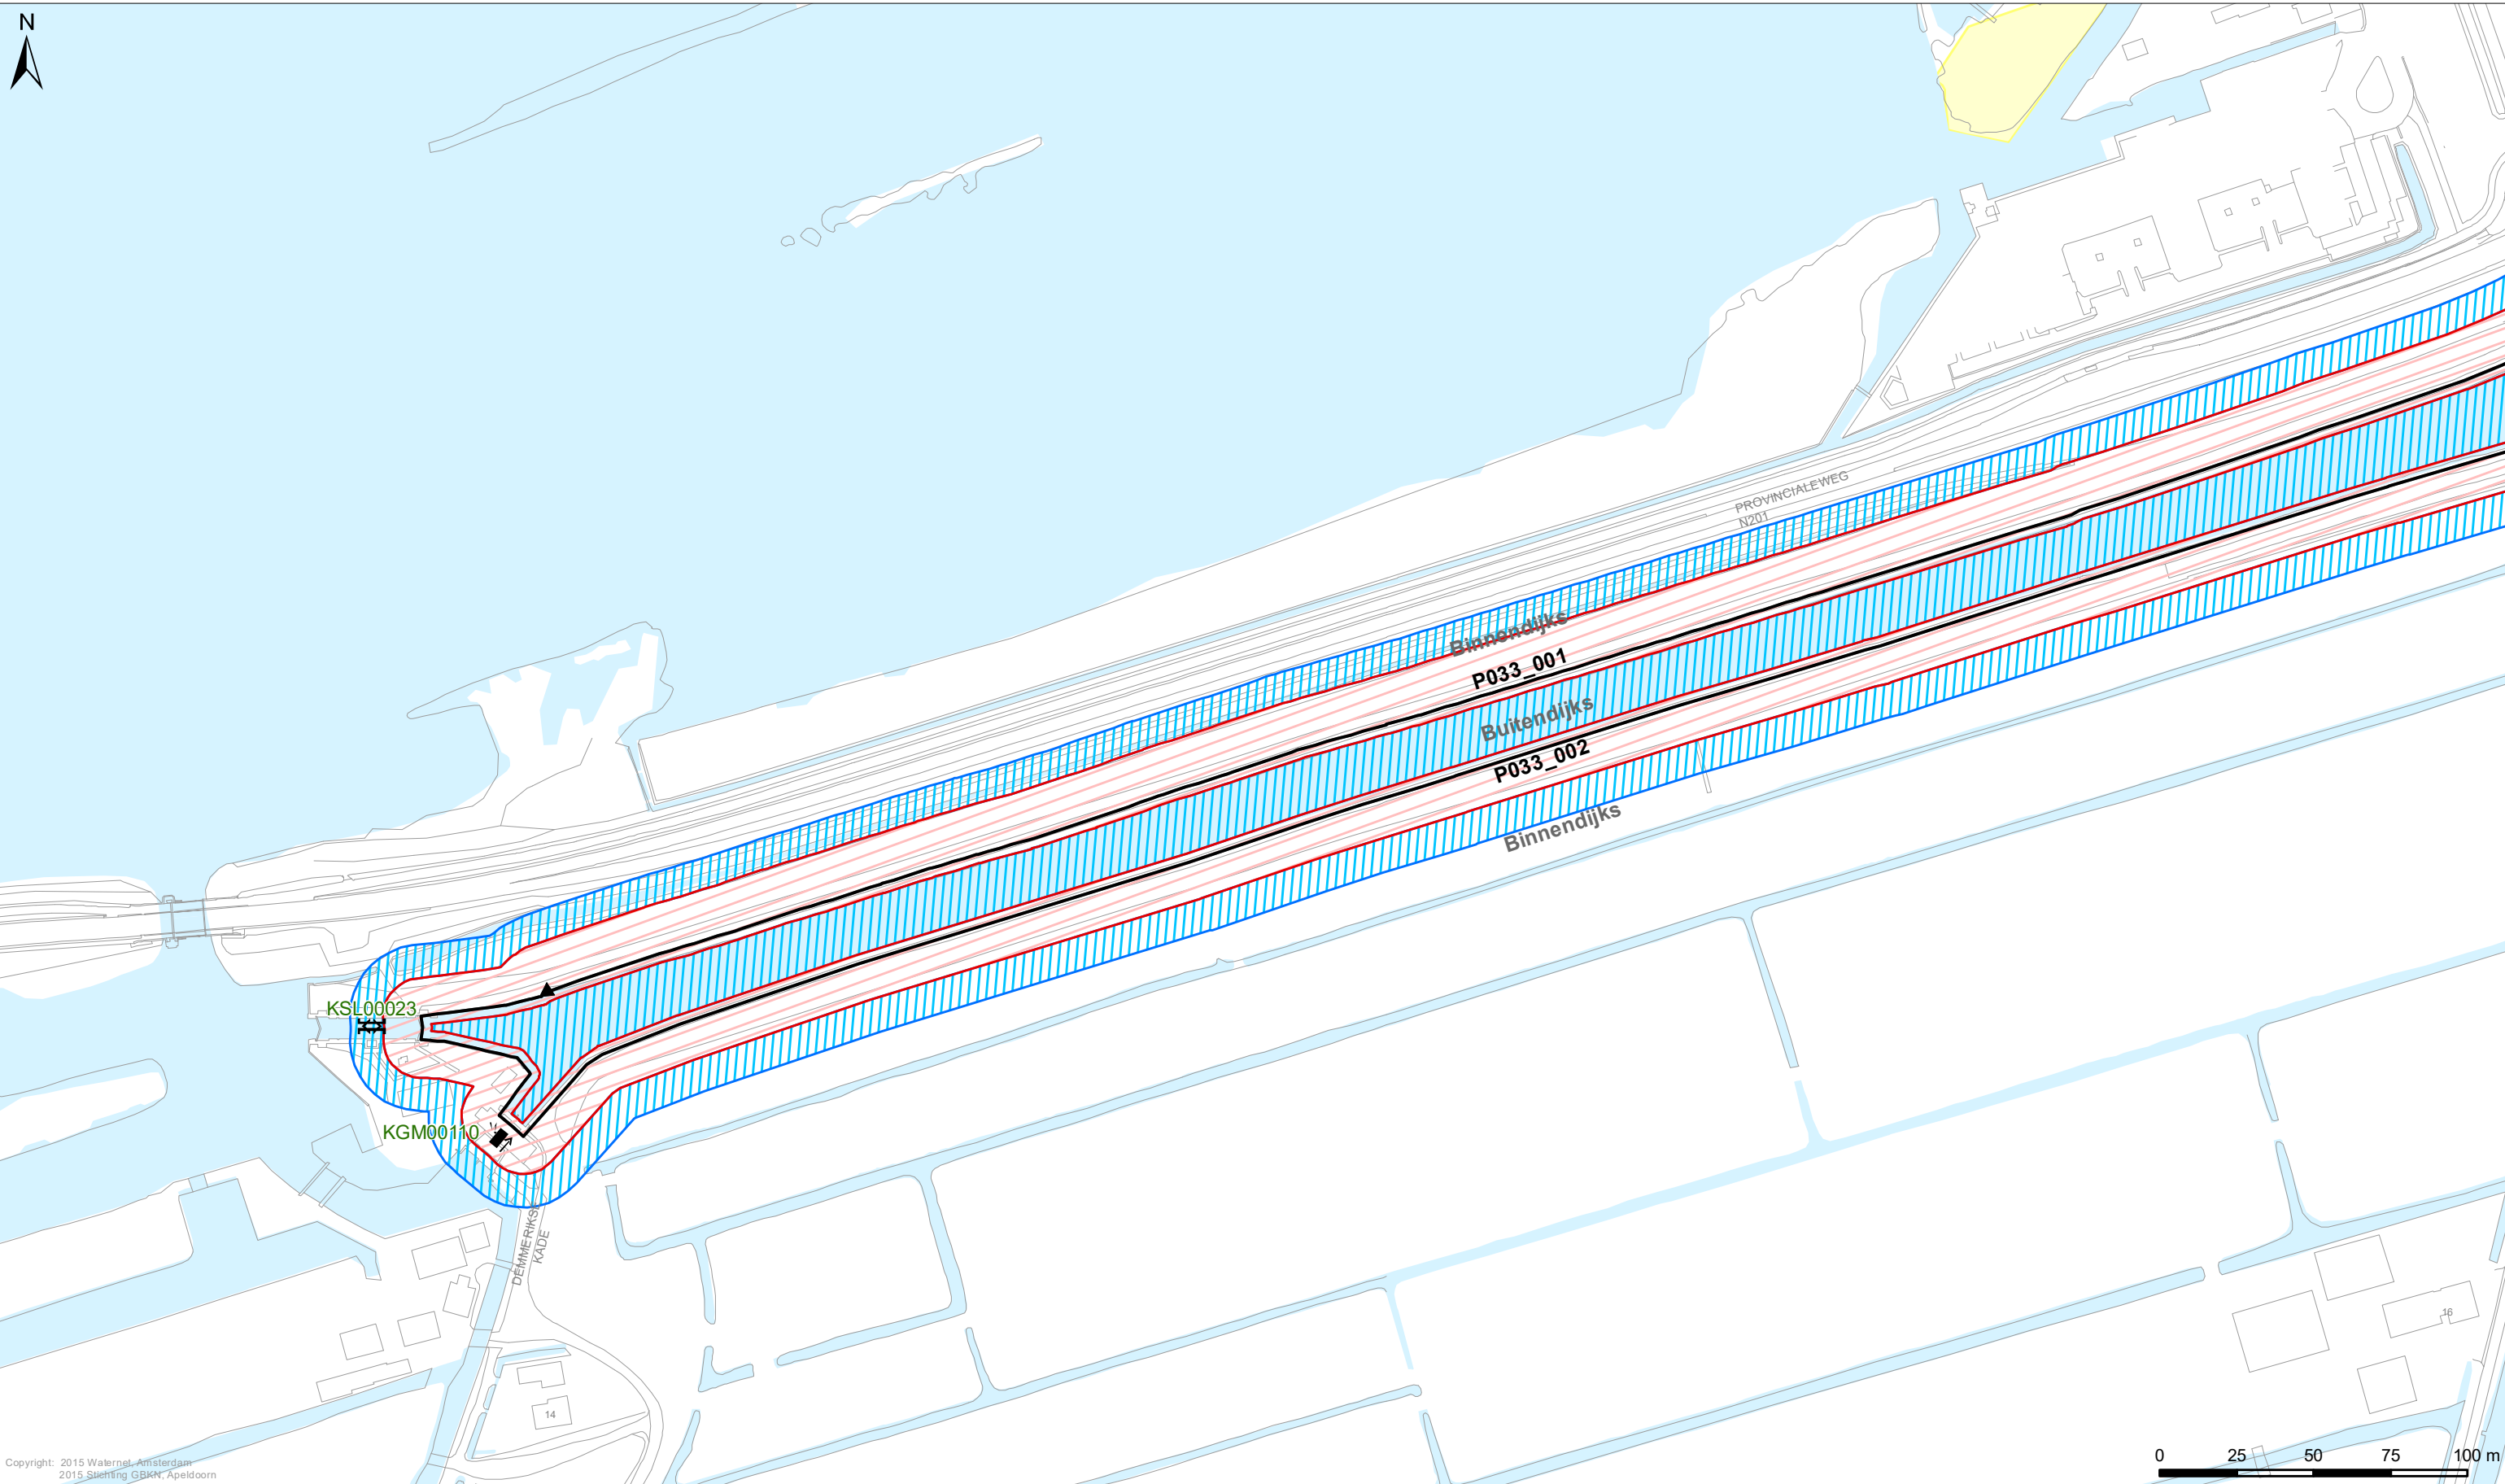 N
PROVINCIALEWEG
N201
Binnendijks
P033_001
Buitendijks
P033_002
Binnendijks
KSL00023
KGM00110
DEMMERIKSE
KADE
16
14
0 25 50 75 100 m
Copyright: 2015 Waternet, Amsterdam
2015 Stichting GBKN, Apeldoorn